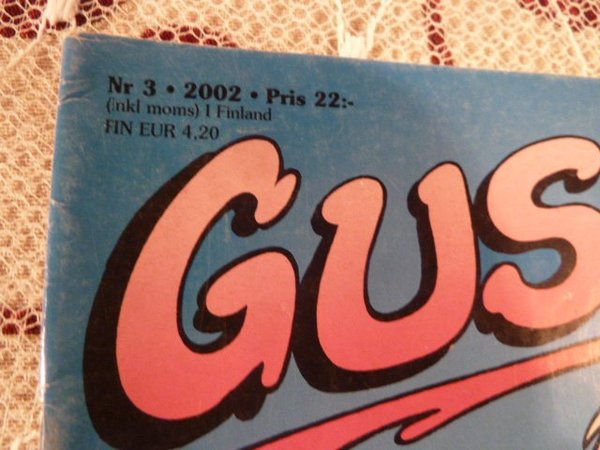 Nr 3 • 2002 • Pris 22:-
(inkl moms) I Finland
FIN EUR 4,20
GUS